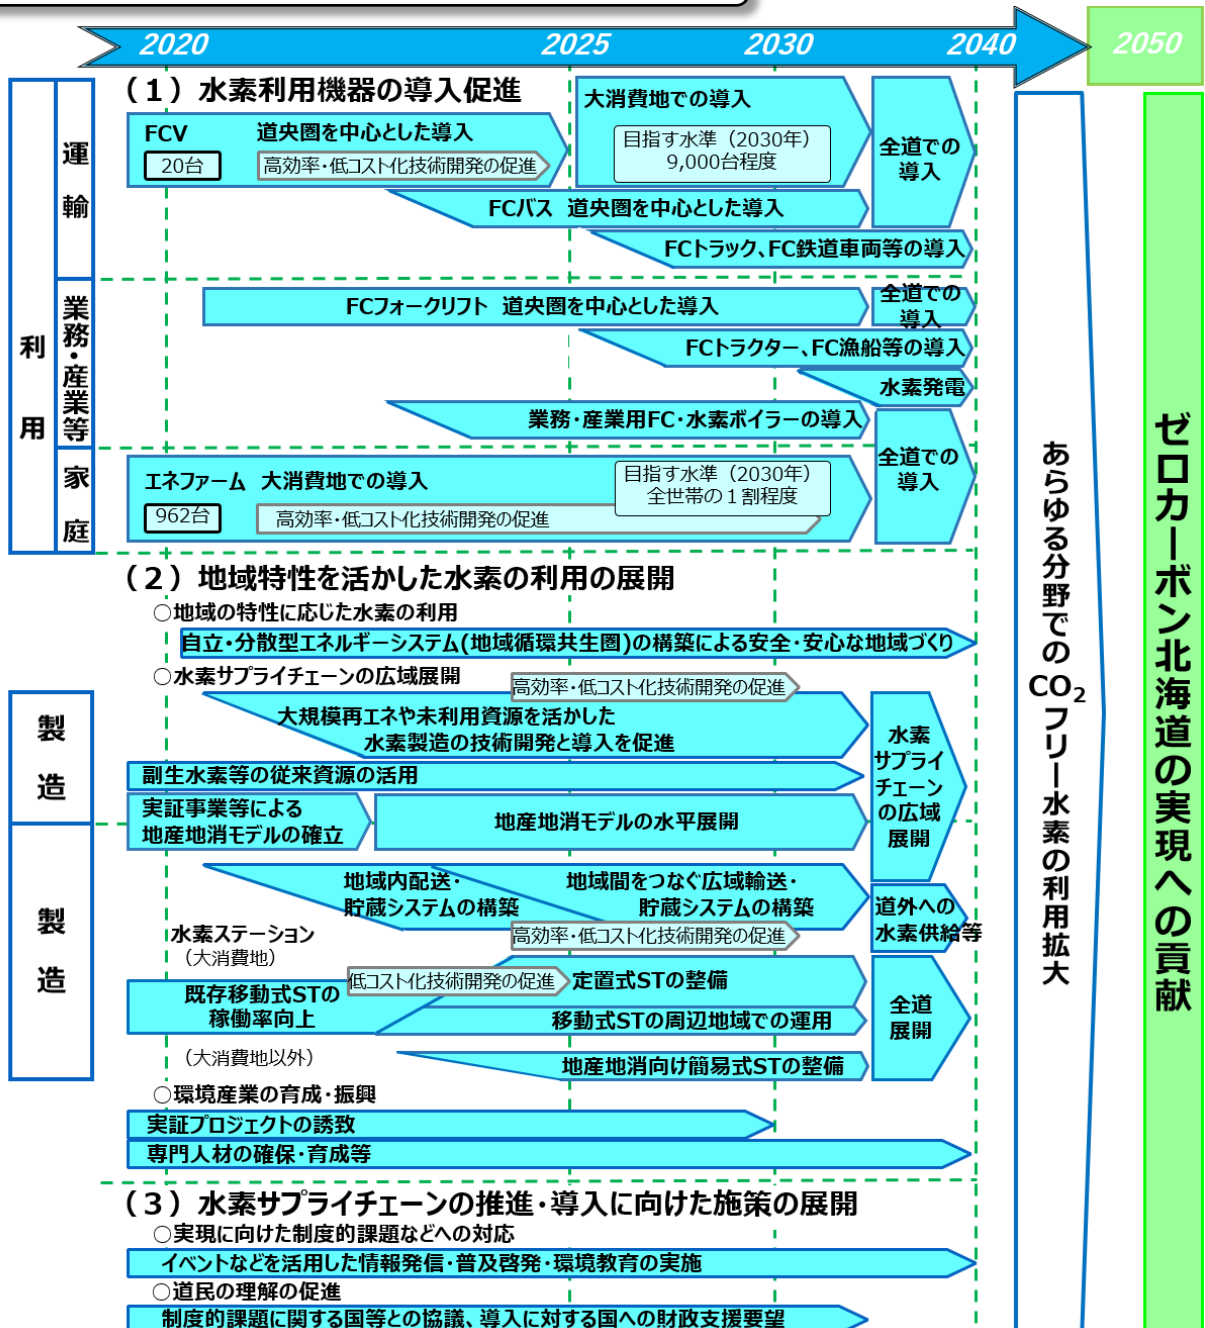 2020
2025
2030
2040
2050
（１）水素利用機器の導入促進
利用
運輸
FCV
道央圏を中心とした導入
20台
高効率・低コスト化技術開発の促進
大消費地での導入
目指す水準（2030年）
9,000台程度
全道での
導入
FCバス 道央圏を中心とした導入
FCトラック、FC鉄道車両等の導入
業務・産業等
FCフォークリフト 道央圏を中心とした導入
全道での
導入
FCトラクター、FC漁船等の導入
水素発電
業務・産業用FC・水素ボイラーの導入
全道での
導入
家庭
エネファーム 大消費地での導入
962台
高効率・低コスト化技術開発の促進
目指す水準（2030年）
全世帯の１割程度
（２）地域特性を活かした水素の利用の展開
○地域の特性に応じた水素の利用
自立・分散型エネルギーシステム(地域循環共生圏)の構築による安全・安心な地域づくり
○水素サプライチェーンの広域展開
高効率・低コスト化技術開発の促進
製造
大規模再エネや未利用資源を活かした
水素製造の技術開発と導入を促進
副生水素等の従来資源の活用
実証事業等による
地産地消モデルの確立
地産地消モデルの水平展開
水素
サプライ
チェーン
の広域
展開
製造
地域内配送・
貯蔵システムの構築
地域間をつなぐ広域輸送・
貯蔵システムの構築
道外への
水素供給等
高効率・低コスト化技術開発の促進
水素ステーション
（大消費地）
低コスト化技術開発の促進
定置式STの整備
既存移動式STの
稼働率向上
移動式STの周辺地域での運用
全道
展開
（大消費地以外）
地産地消向け簡易式STの整備
○環境産業の育成・振興
実証プロジェクトの誘致
専門人材の確保・育成等
（３）水素サプライチェーンの推進・導入に向けた施策の展開
○実現に向けた制度的課題などへの対応
イベントなどを活用した情報発信・普及啓発・環境教育の実施
○道民の理解の促進
制度的課題に関する国等との協議、導入に対する国への財政支援要望
あらゆる分野でのCO2フリー水素の利用拡大
ゼロカーボン北海道の実現への貢献